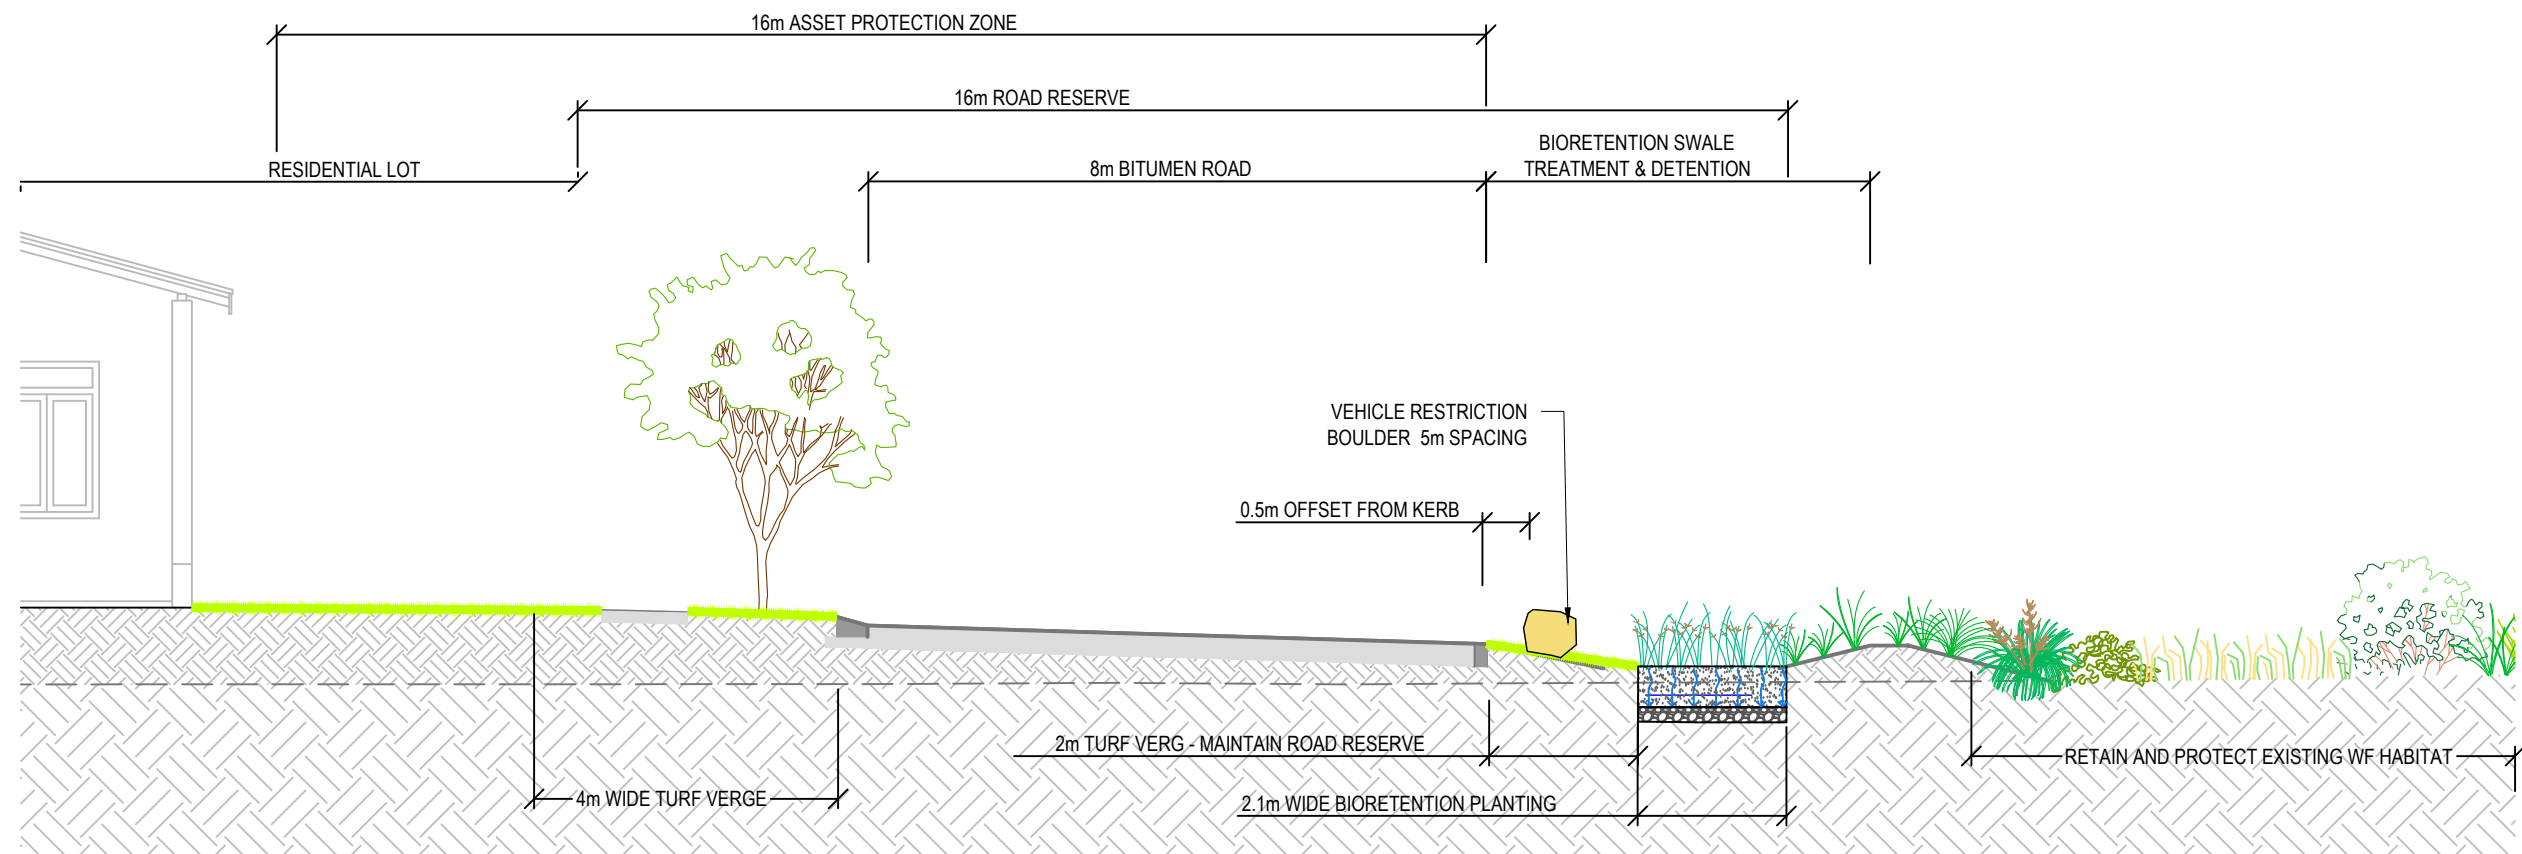 16m ASSET PROTECTION ZONE
16m ROAD RESERVE
BIORETENTION SWALE
TREATMENT & DETENTION
RESIDENTIAL LOT
8m BITUMEN ROAD
VEHICLE RESTRICTION
BOULDER 5m SPACING
0.5m OFFSET FROM KERB
2m TURF VERG - MAINTAIN ROAD RESERVE
RETAIN AND PROTECT EXISTING WF HABITAT
4m WIDE TURF VERGE
2.1m WIDE BIORETENTION PLANTING